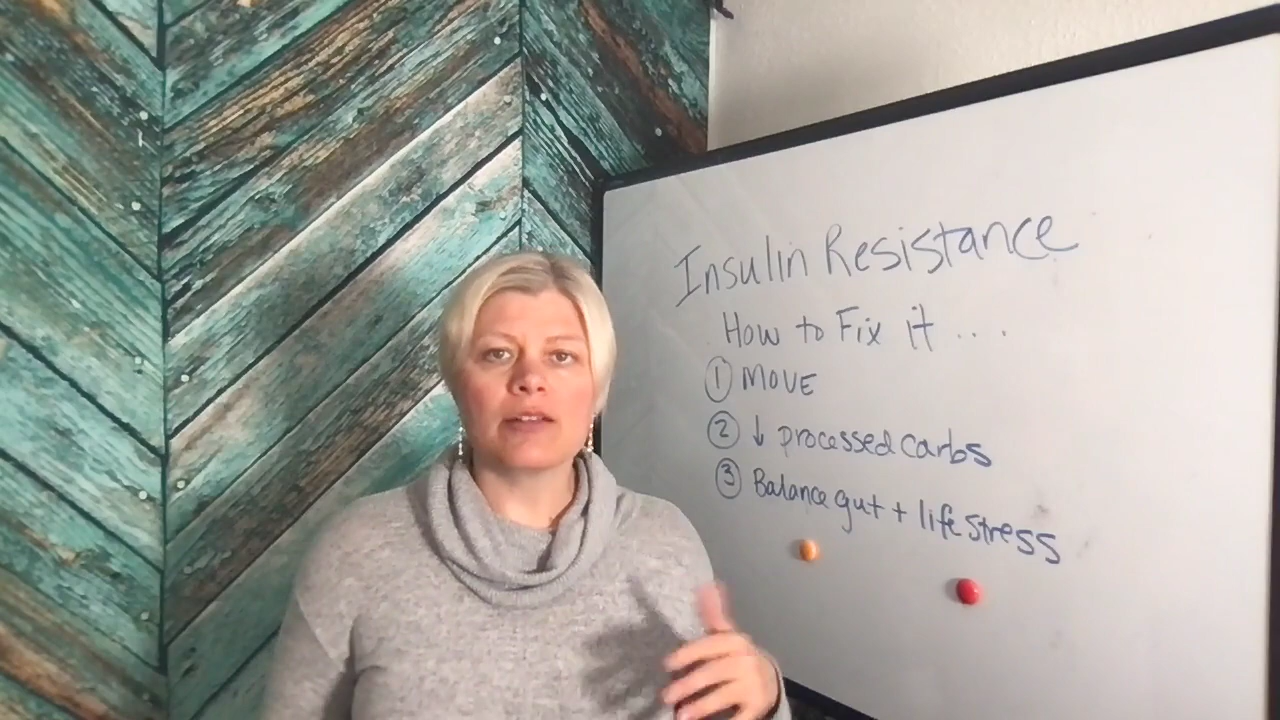 Insulin Resistance
How to Fix it ....
① MOVE
② ↓ processed carbs
③ Balance gut + life stress